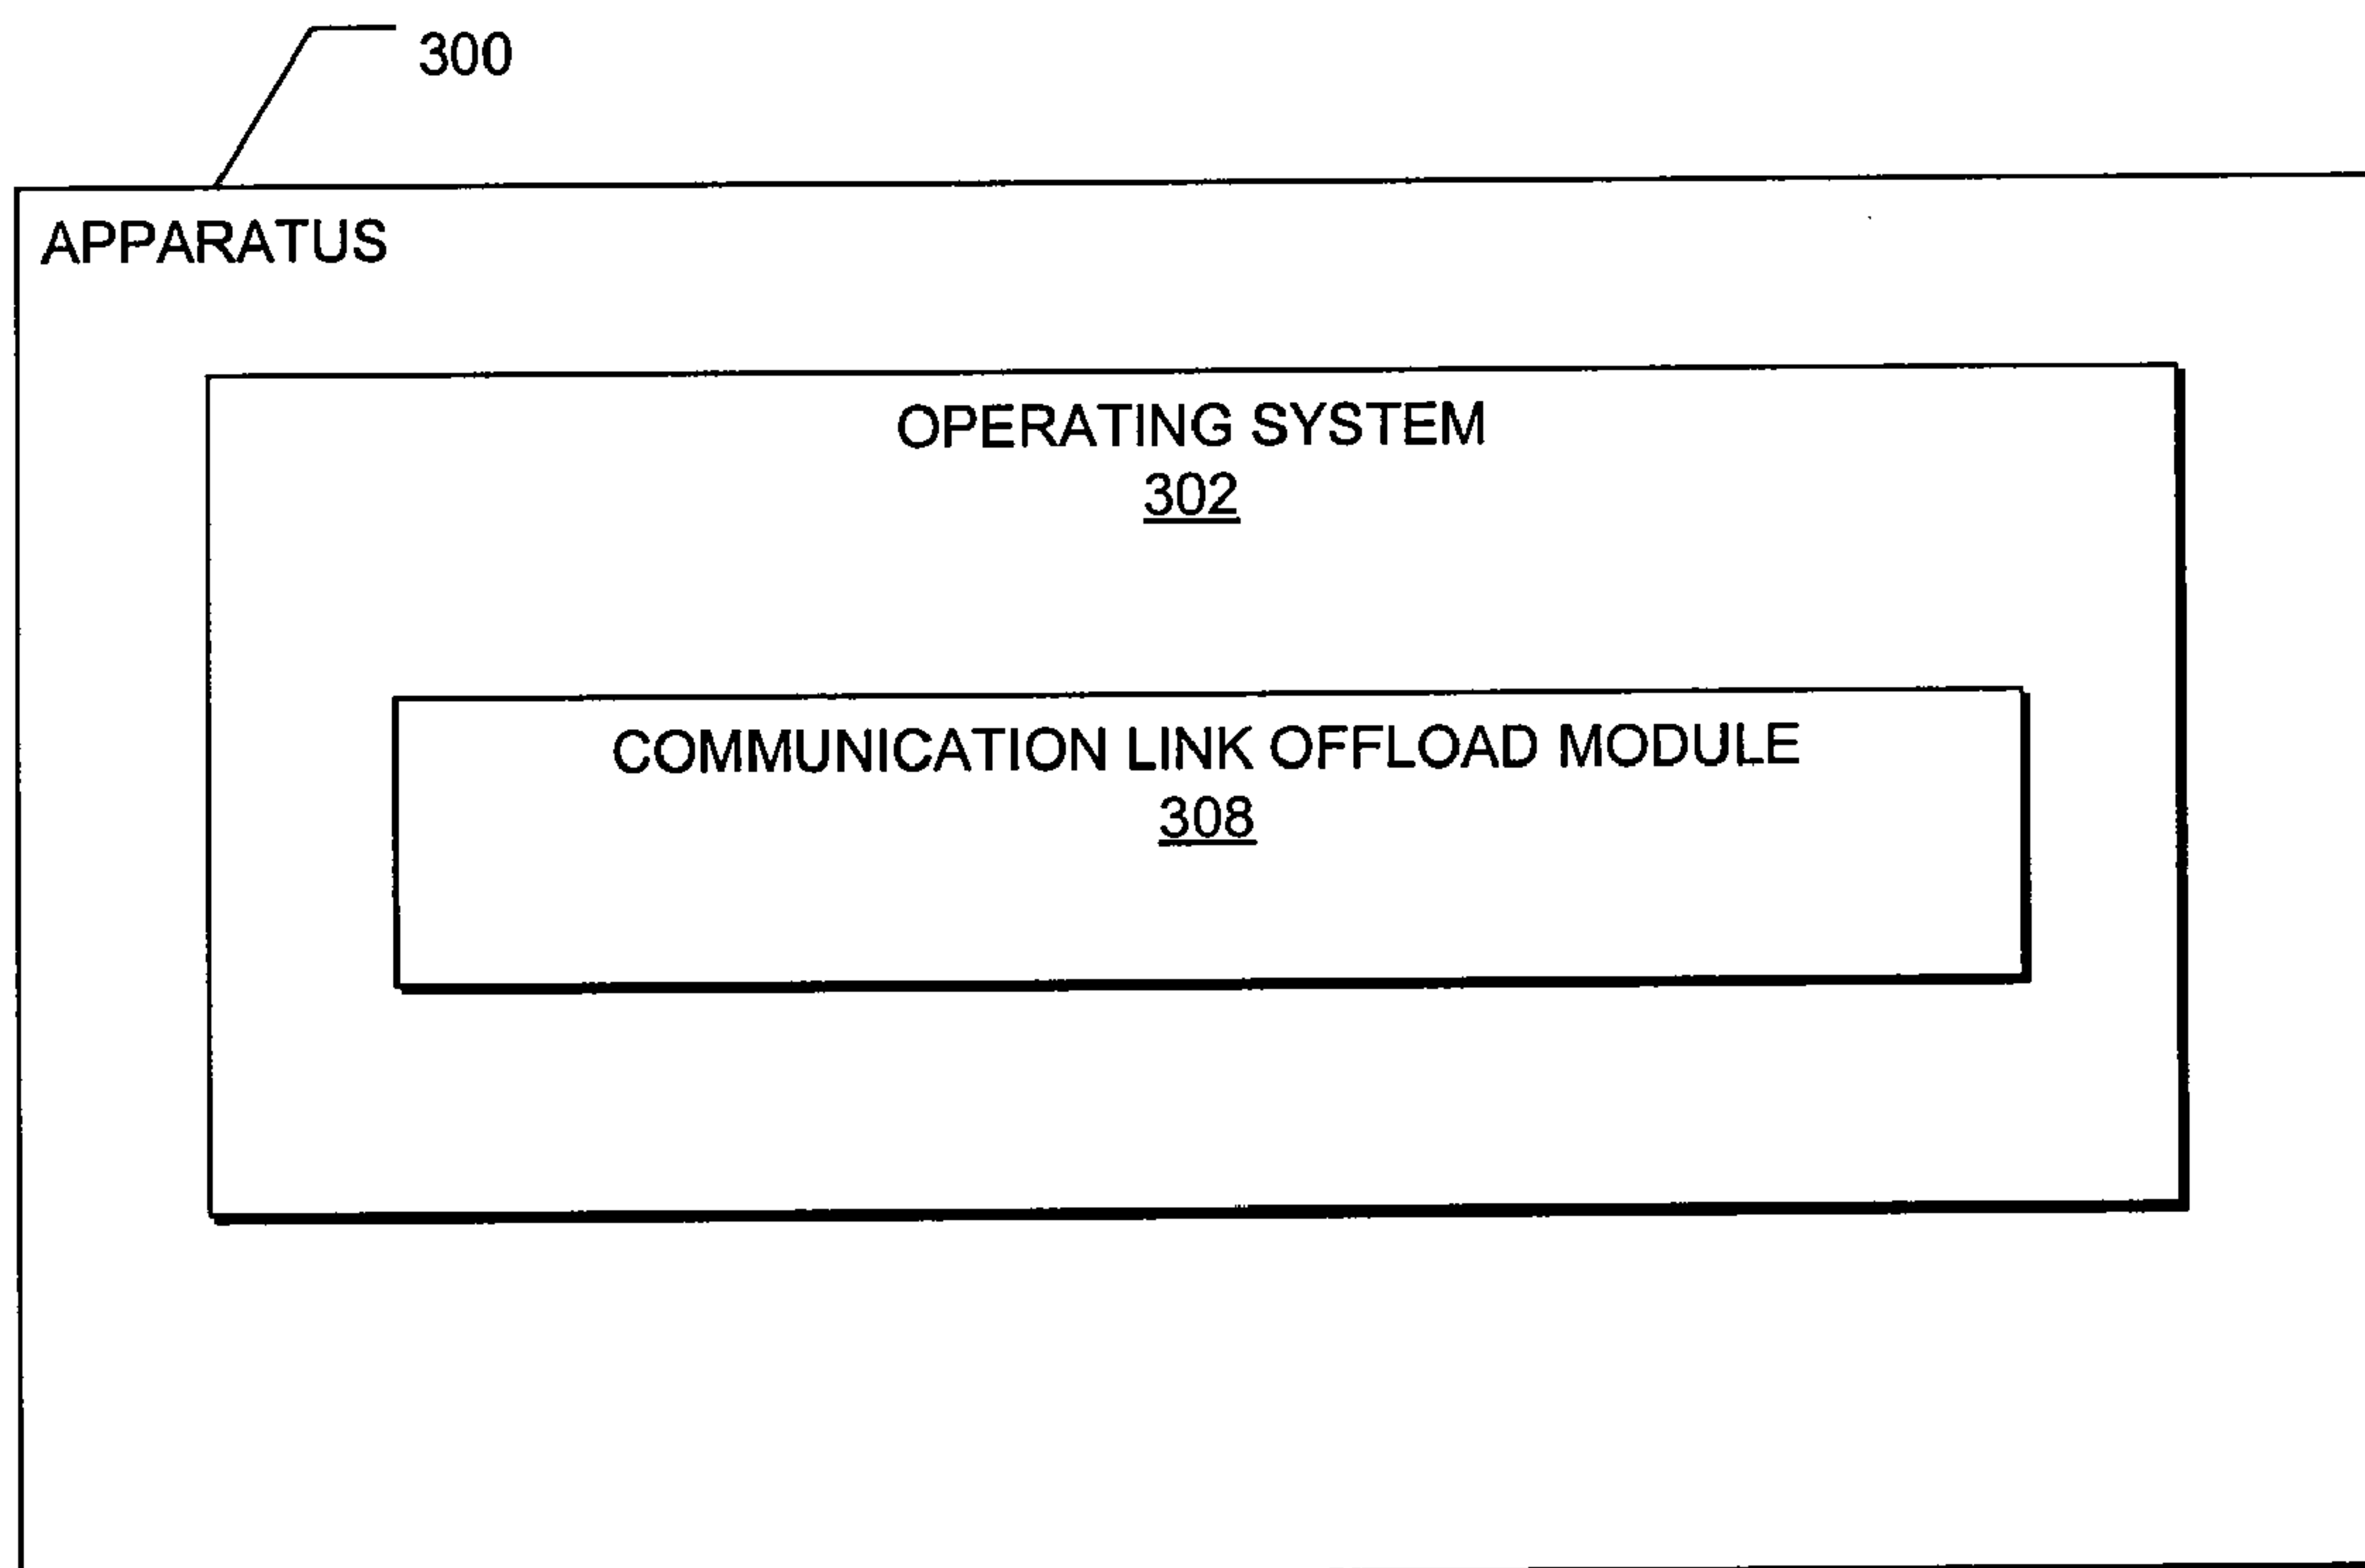 300
APPARATUS
OPERATING SYSTEM
302
COMMUNICATION LINK OFFLOAD MODULE
308